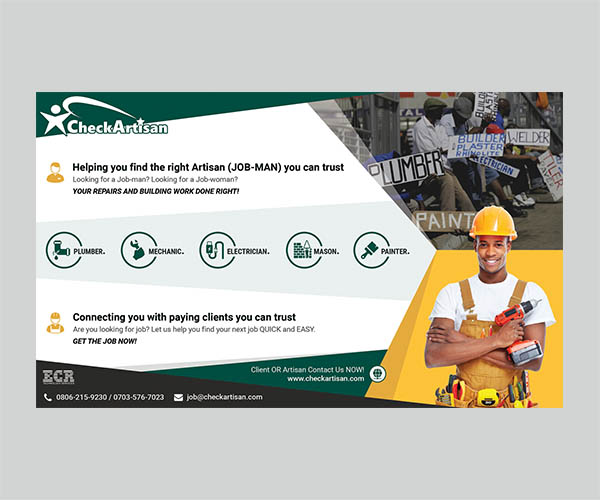 CheckArtisan
Helping you find the right Artisan (JOB-MAN) you can trust
Looking for a Job-man? Looking for a Job-woman?
YOUR REPAIRS AND BUILDING WORK DONE RIGHT!
PLUMBER.
MECHANIC.
ELECTRICIAN.
MASON.
PAINTER.
Connecting you with paying clients you can trust
Are you looking for job? Let us help you find your next job QUICK and EASY.
GET THE JOB NOW!
ECR
Client OR Artisan Contact Us NOW!
www.checkartisan.com
0806-215-9230 / 0703-576-7023
job@checkartisan.com
PLUMBER
BUILDER
PLASTER
ELECTRICIAN
WELDER
BUILDER
PAINT